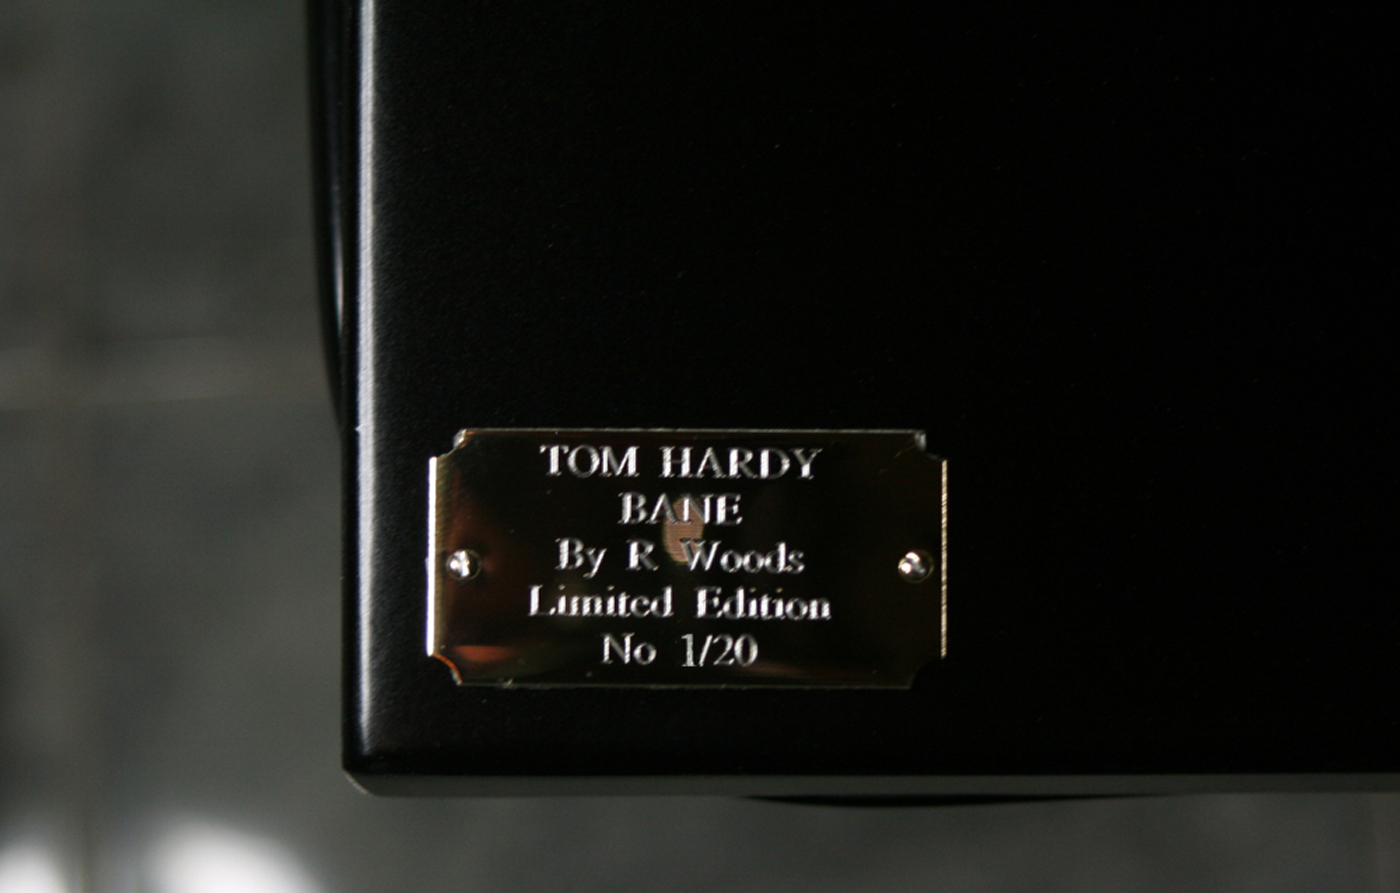 TOM HARDY
BANE
By R Woods
Limited Edition
No 1/20